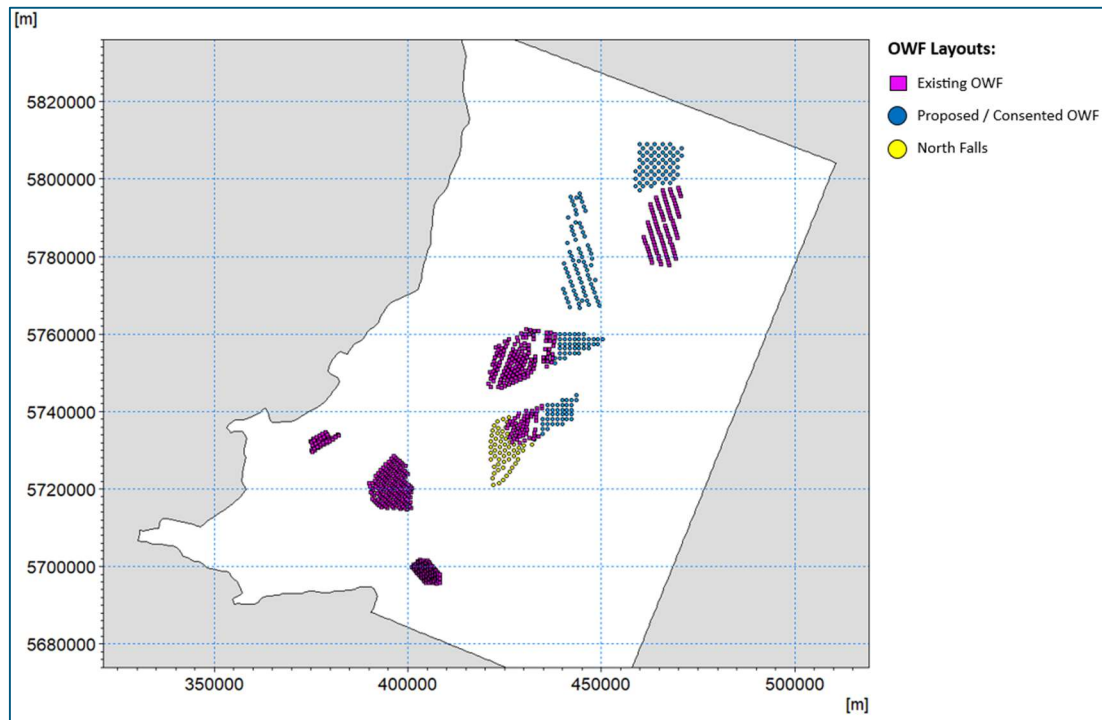 [m]
OWF Layouts:
Existing OWF
Proposed / Consented OWF
North Falls
5820000
5800000
5780000
5760000
5740000
5720000
5700000
5680000
350000 400000 450000 500000
[m]